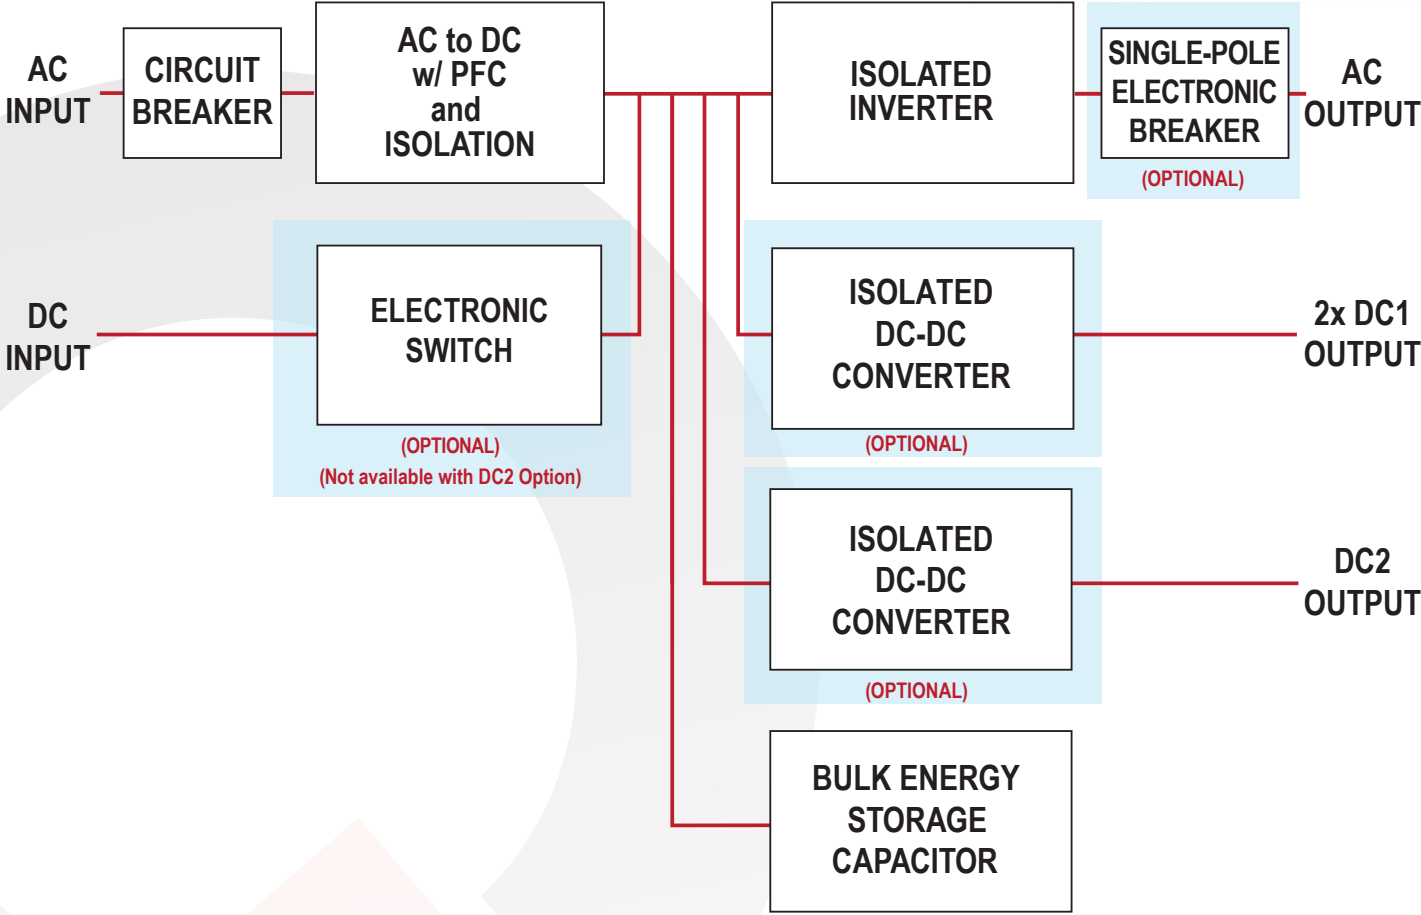 AC
INPUT
CIRCUIT
BREAKER
AC to DC
w/ PFC
and
ISOLATION
ISOLATED
INVERTER
SINGLE-POLE
ELECTRONIC
BREAKER
(OPTIONAL)
AC
OUTPUT
DC
INPUT
ELECTRONIC
SWITCH
(OPTIONAL)
(Not available with DC2 Option)
ISOLATED
DC-DC
CONVERTER
(OPTIONAL)
2x DC1
OUTPUT
ISOLATED
DC-DC
CONVERTER
(OPTIONAL)
DC2
OUTPUT
BULK ENERGY
STORAGE
CAPACITOR